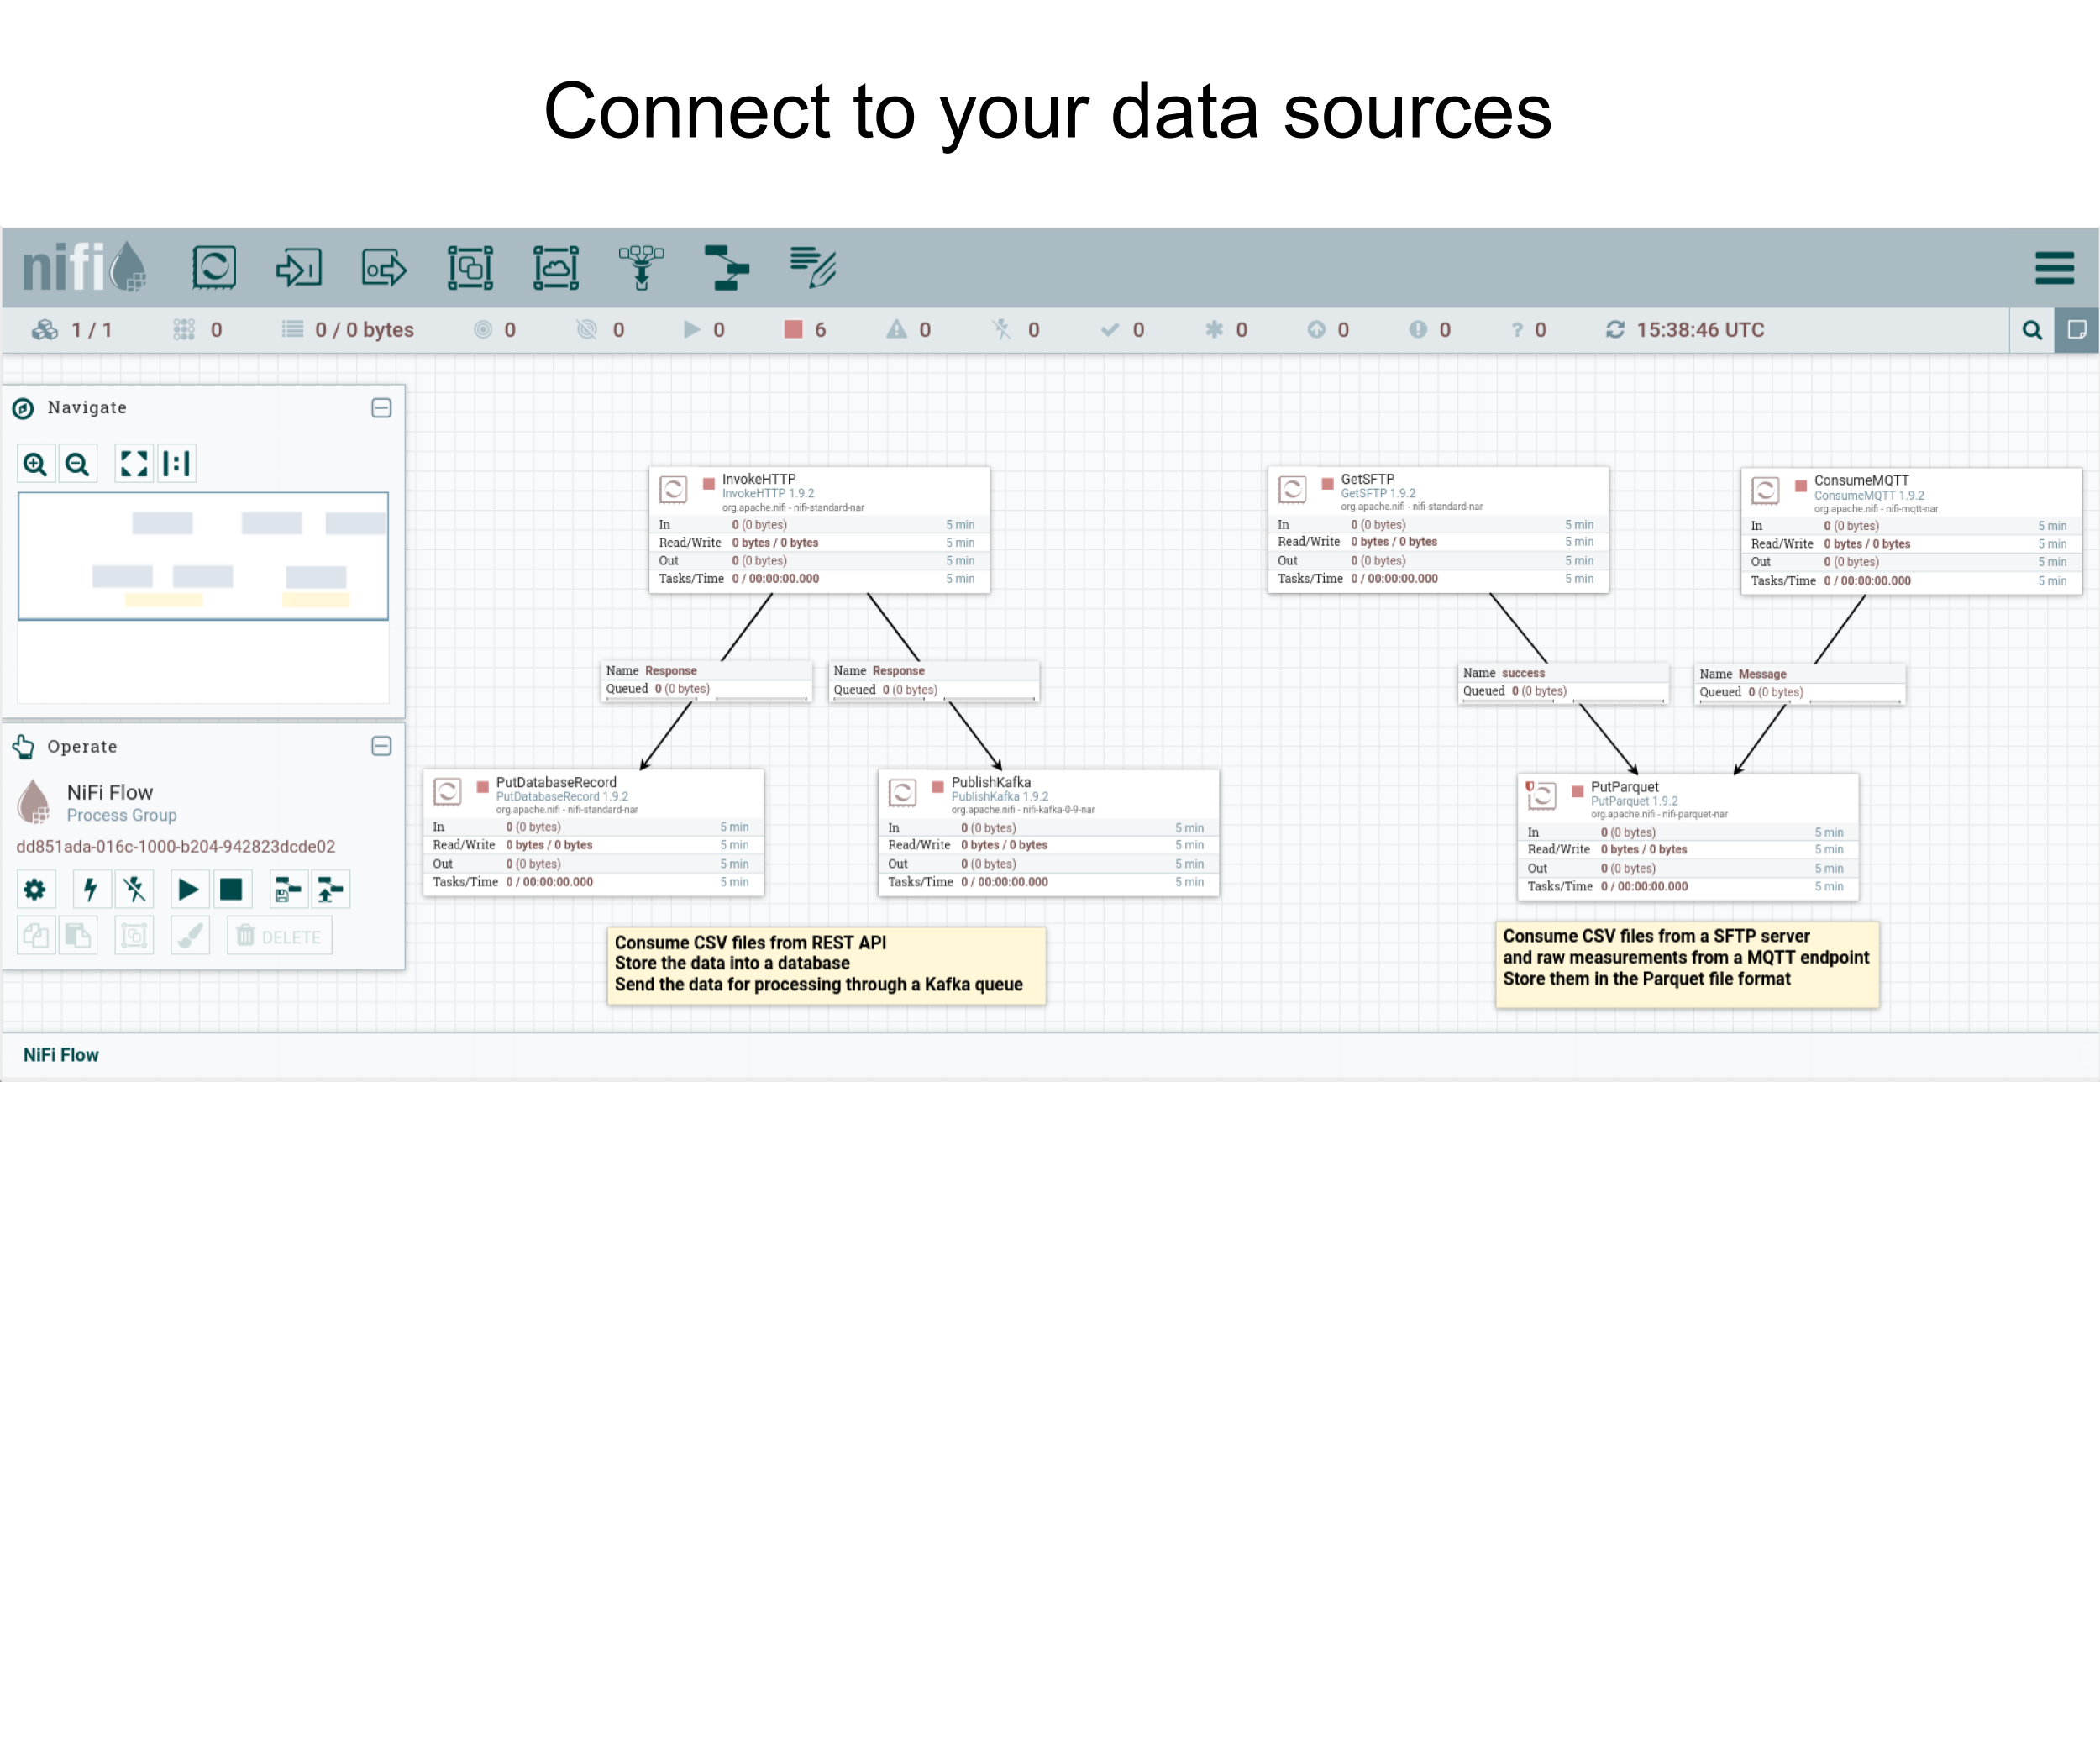 Connect to your data sources
nifi
1 / 1 0 0 / 0 bytes 0 0 0 6 0 0 0 0 0 0 ? 0 15:38:46 UTC
Navigate
Operate
NiFi Flow
Process Group
dd851ada-016c-1000-b204-942823dcde02
DELETE
InvokeHTTP
InvokeHTTP 1.9.2
org.apache.nifi - nifi-standard-nar
In 0 (0 bytes) 5 min
Read/Write 0 bytes / 0 bytes 5 min
Out 0 (0 bytes) 5 min
Tasks/Time 0 / 00:00:00.000 5 min
GetSFTP
GetSFTP 1.9.2
org.apache.nifi - nifi-standard-nar
In 0 (0 bytes) 5 min
Read/Write 0 bytes / 0 bytes 5 min
Out 0 (0 bytes) 5 min
Tasks/Time 0 / 00:00:00.000 5 min
ConsumeMQTT
ConsumeMQTT 1.9.2
org.apache.nifi - nifi-mqtt-nar
In 0 (0 bytes) 5 min
Read/Write 0 bytes / 0 bytes 5 min
Out 0 (0 bytes) 5 min
Tasks/Time 0 / 00:00:00.000 5 min
Name Response
Queued 0 (0 bytes)
Name Response
Queued 0 (0 bytes)
Name success
Queued 0 (0 bytes)
Name Message
Queued 0 (0 bytes)
PutDatabaseRecord
PutDatabaseRecord 1.9.2
org.apache.nifi - nifi-standard-nar
In 0 (0 bytes) 5 min
Read/Write 0 bytes / 0 bytes 5 min
Out 0 (0 bytes) 5 min
Tasks/Time 0 / 00:00:00.000 5 min
PublishKafka
PublishKafka 1.9.2
org.apache.nifi - nifi-kafka-0-9-nar
In 0 (0 bytes) 5 min
Read/Write 0 bytes / 0 bytes 5 min
Out 0 (0 bytes) 5 min
Tasks/Time 0 / 00:00:00.000 5 min
PutParquet
PutParquet 1.9.2
org.apache.nifi - nifi-parquet-nar
In 0 (0 bytes) 5 min
Read/Write 0 bytes / 0 bytes 5 min
Out 0 (0 bytes) 5 min
Tasks/Time 0 / 00:00:00.000 5 min
Consume CSV files from REST API
Store the data into a database
Send the data for processing through a Kafka queue
Consume CSV files from a SFTP server
and raw measurements from a MQTT endpoint
Store them in the Parquet file format
NiFi Flow